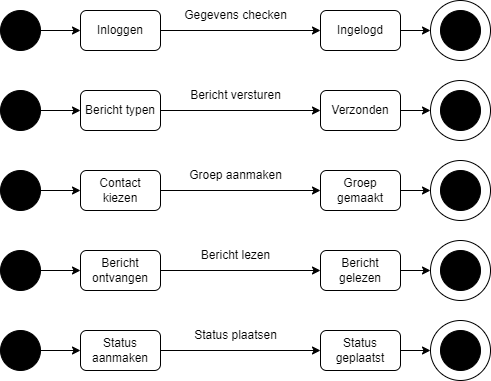 Gegevens checken
Inloggen
Ingelogd
Bericht versturen
Bericht typen
Verzonden
Groep aanmaken
Contact
kiezen
Groep
gemaakt
Bericht lezen
Bericht
ontvangen
Bericht
gelezen
Status plaatsen
Status
aanmaken
Status
geplaatst